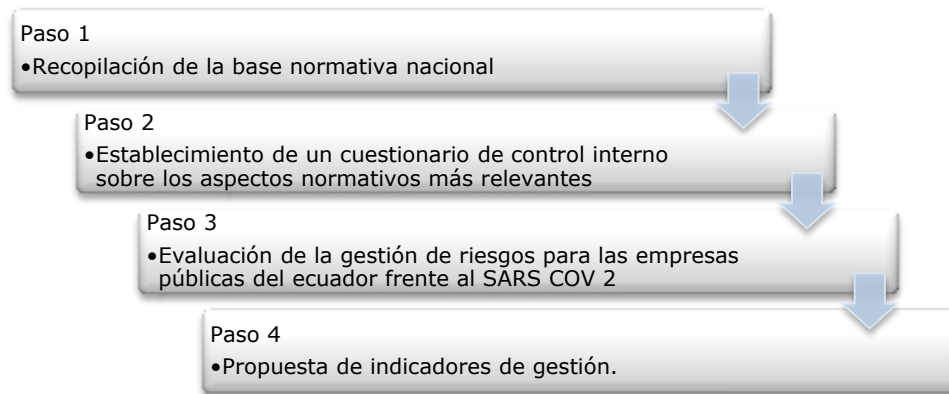 Paso 1
•Recopilación de la base normativa nacional
Paso 2
•Establecimiento de un cuestionario de control interno
sobre los aspectos normativos más relevantes
Paso 3
•Evaluación de la gestión de riesgos para las empresas
públicas del ecuador frente al SARS COV 2
Paso 4
•Propuesta de indicadores de gestión.